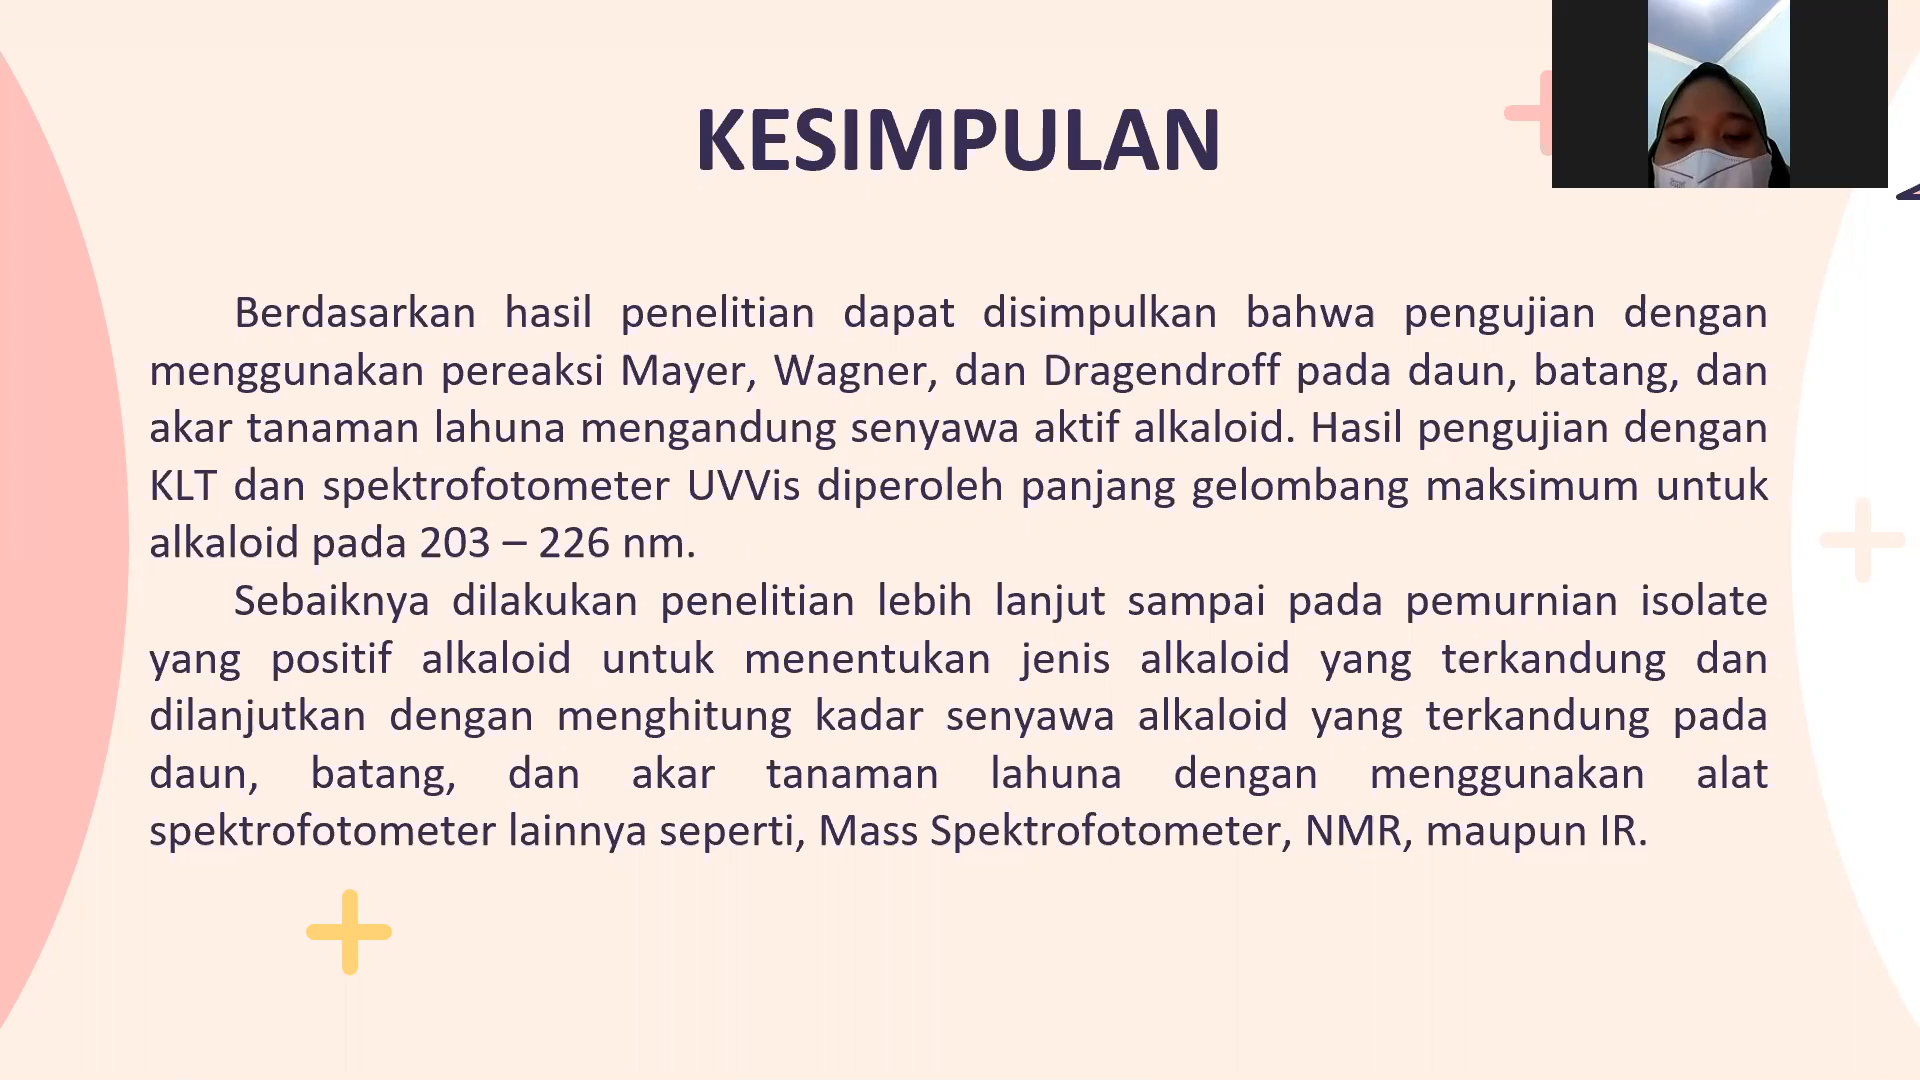 KESIMPULAN
Berdasarkan hasil penelitian dapat disimpulkan bahwa pengujian dengan
menggunakan pereaksi Mayer, Wagner, dan Dragendroff pada daun, batang, dan
akar tanaman lahuna mengandung senyawa aktif alkaloid. Hasil pengujian dengan
KLT dan spektrofotometer UVVis diperoleh panjang gelombang maksimum untuk
alkaloid pada 203 – 226 nm.
Sebaiknya dilakukan penelitian lebih lanjut sampai pada pemurnian isolate
yang positif alkaloid untuk menentukan jenis alkaloid yang terkandung dan
dilanjutkan dengan menghitung kadar senyawa alkaloid yang terkandung pada
daun, batang, dan akar tanaman lahuna dengan menggunakan alat
spektrofotometer lainnya seperti, Mass Spektrofotometer, NMR, maupun IR.